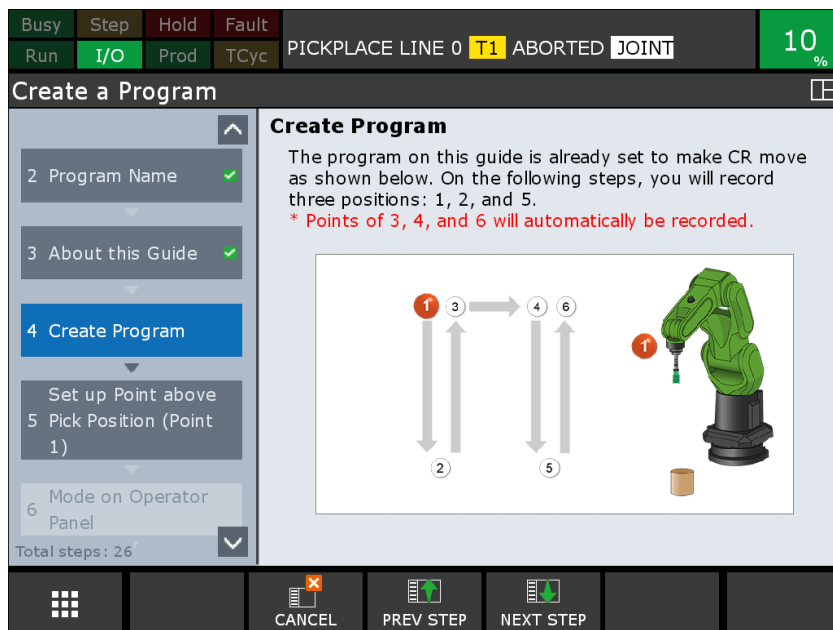 Busy Step Hold Fault
Run I/O Prod TCyc
PICKPLACE LINE 0 T1 ABORTED JOINT
10
%
Create a Program
2 Program Name
3 About this Guide
4 Create Program
Set up Point above
5 Pick Position (Point
1)
Mode on Operator
6
Panel
Total steps: 26
Create Program
The program on this guide is already set to make CR move
as shown below. On the following steps, you will record
three positions: 1, 2, and 5.
* Points of 3, 4, and 6 will automatically be recorded.
1 3 4 6
1
2 5
CANCEL PREV STEP NEXT STEP